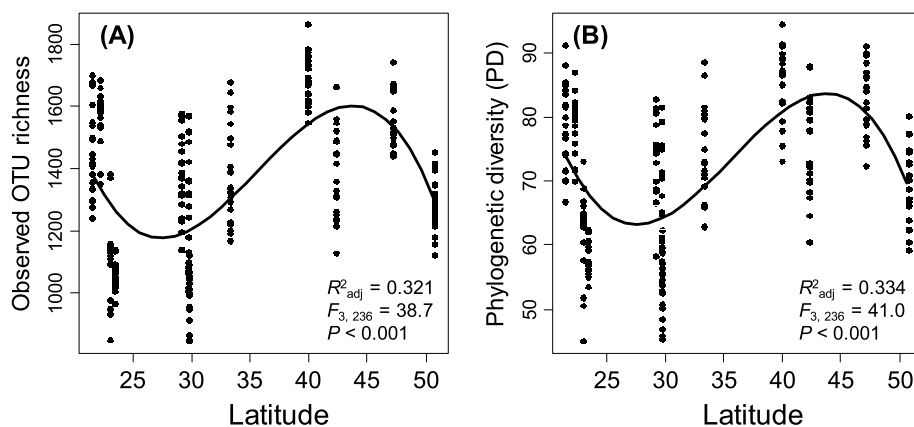 (A)
Observed OTU richness
1800
1600
1400
1200
1000
R²adj = 0.321
F3, 236 = 38.7
P < 0.001
25 30 35 40 45 50
Latitude
(B)
Phylogenetic diversity (PD)
90
80
70
60
50
R²adj = 0.334
F3, 236 = 41.0
P < 0.001
25 30 35 40 45 50
Latitude